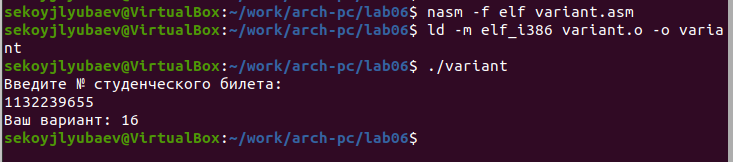 sekoyjlyubaev@VirtualBox:~/work/arch-pc/lab06$ nasm -f elf variant.asm
sekoyjlyubaev@VirtualBox:~/work/arch-pc/lab06$ ld -m elf_i386 variant.o -o varia
nt
sekoyjlyubaev@VirtualBox:~/work/arch-pc/lab06$ ./variant
Введите № студенческого билета:
1132239655
Ваш вариант: 16
sekoyjlyubaev@VirtualBox:~/work/arch-pc/lab06$